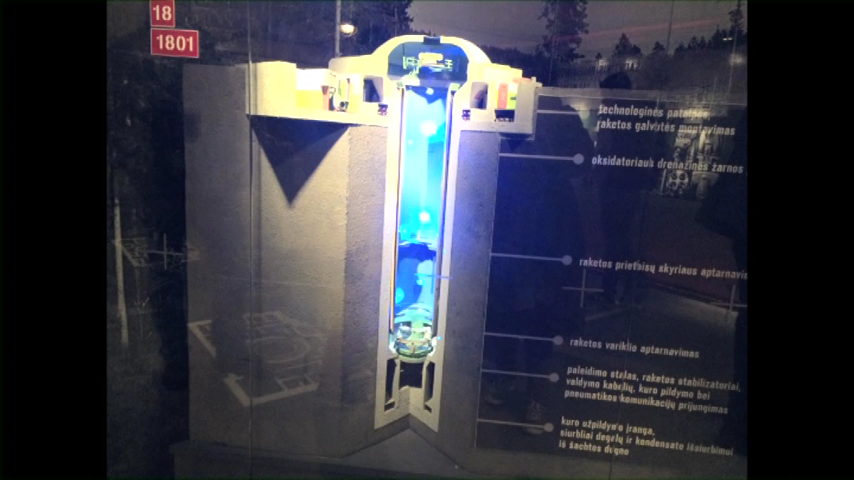 18
1801
technologinės patalpos,
raketos galvutės montavimas
oksidatoriaus drenažinės žarnos
raketos prietaisų skyriaus aptarnavim
raketos variklio aptarnavimas
paleidimo stalas, raketos stabilizatoriai,
valdymo kabelių, kuro pildymo bei
pneumatikos komunikacijų prijungimas
kuro užpildymo įranga,
siurbliai degalų ir kondensato išsiurbimui
iš šachtos dugno